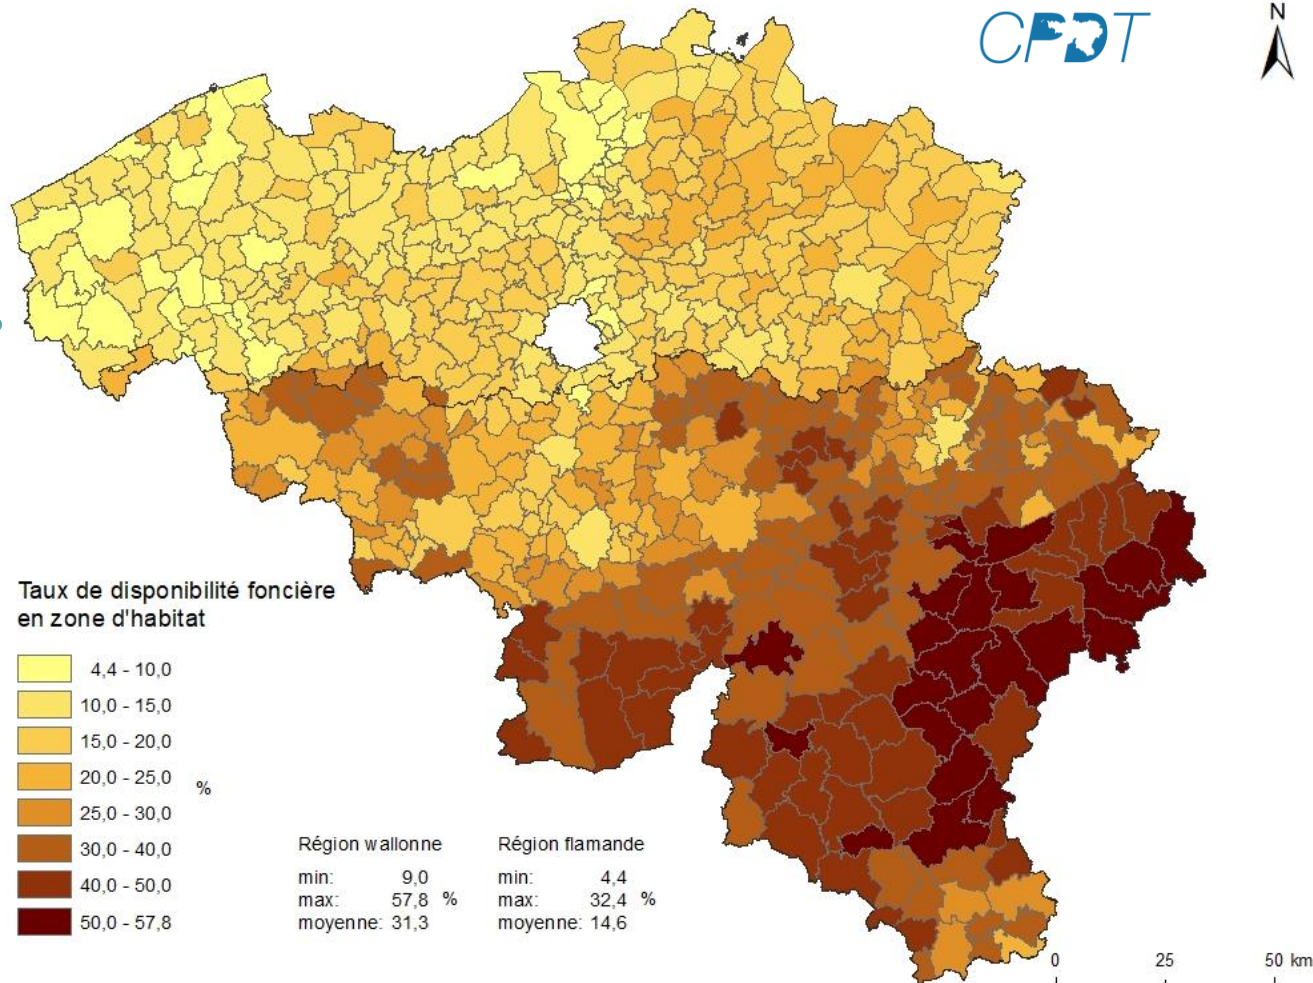 CPDT
N
Taux de disponibilité foncière
en zone d'habitat
4,4 - 10,0
10,0 - 15,0
15,0 - 20,0
20,0 - 25,0
%
25,0 - 30,0
30,0 - 40,0
40,0 - 50,0
50,0 - 57,8
Région wallonne
min: 9,0
max: 57,8 %
moyenne: 31,3
Région flamande
min: 4,4
max: 32,4 %
moyenne: 14,6
0 25 50 km